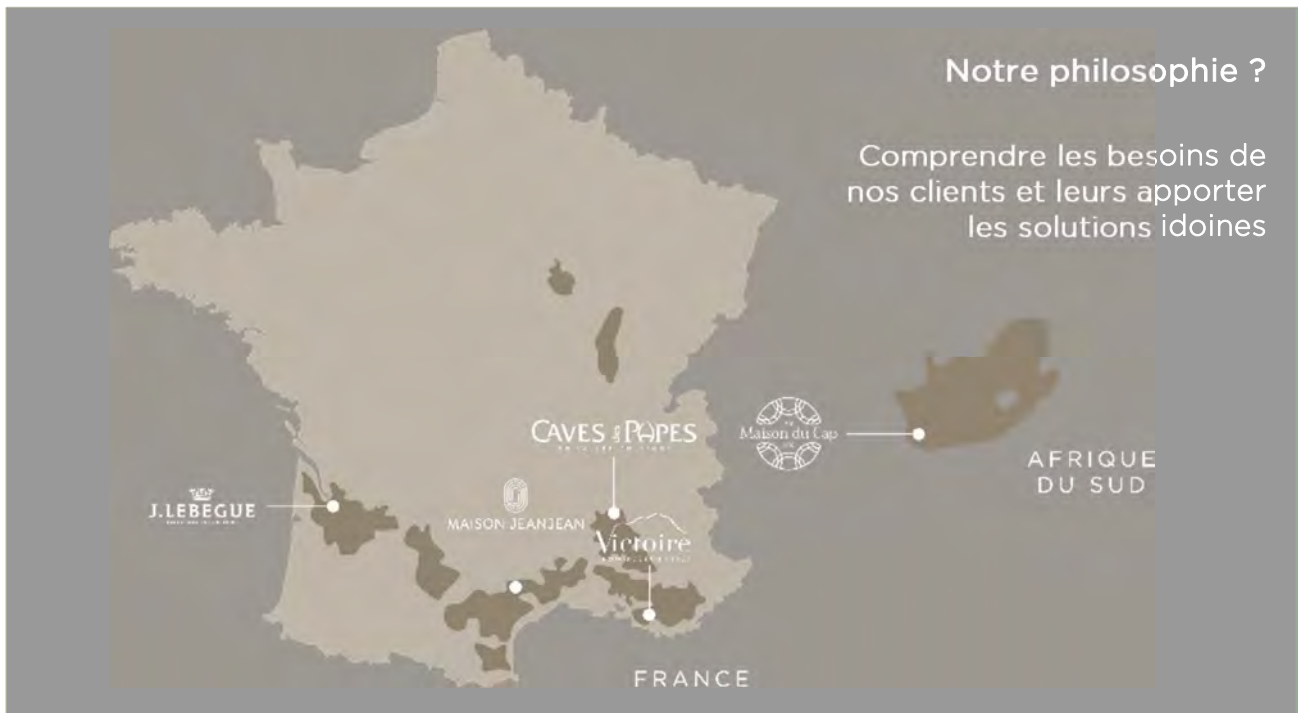 Notre philosophie ?
Comprendre les besoins de
nos clients et leurs apporter
les solutions idoines
CAVES des PAPES
Maison du Cap
AFRIQUE
DU SUD
J.LEBEGUE
MAISON JEANJEAN
Victoire
FRANCE